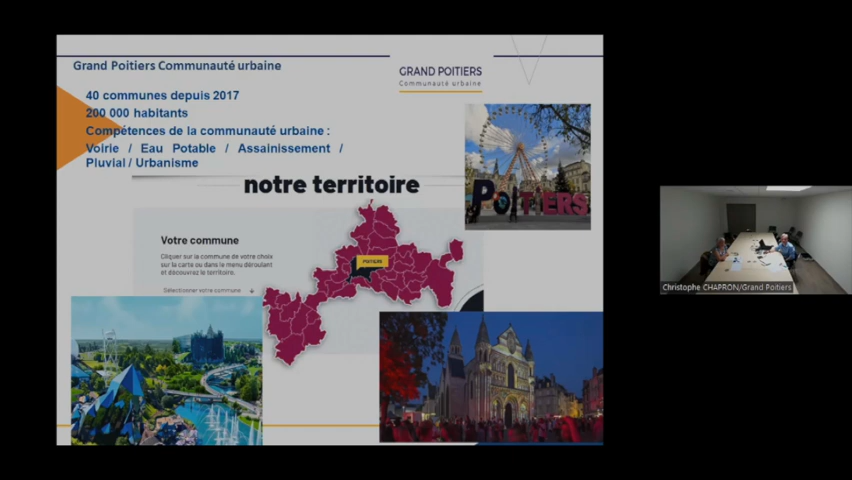 Grand Poitiers Communauté urbaine
GRAND POITIERS
Communauté urbaine
40 communes depuis 2017
200 000 habitants
Compétences de la communauté urbaine :
Voirie / Eau Potable / Assainissement /
Pluvial / Urbanisme
POITIERS
notre territoire
Votre commune
Cliquer sur la commune de votre choix
sur la carte ou dans le menu déroulant
et découvrez le territoire.
Sélectionner votre commune
POITIERS
Christophe CHAPRON/Grand Poitiers